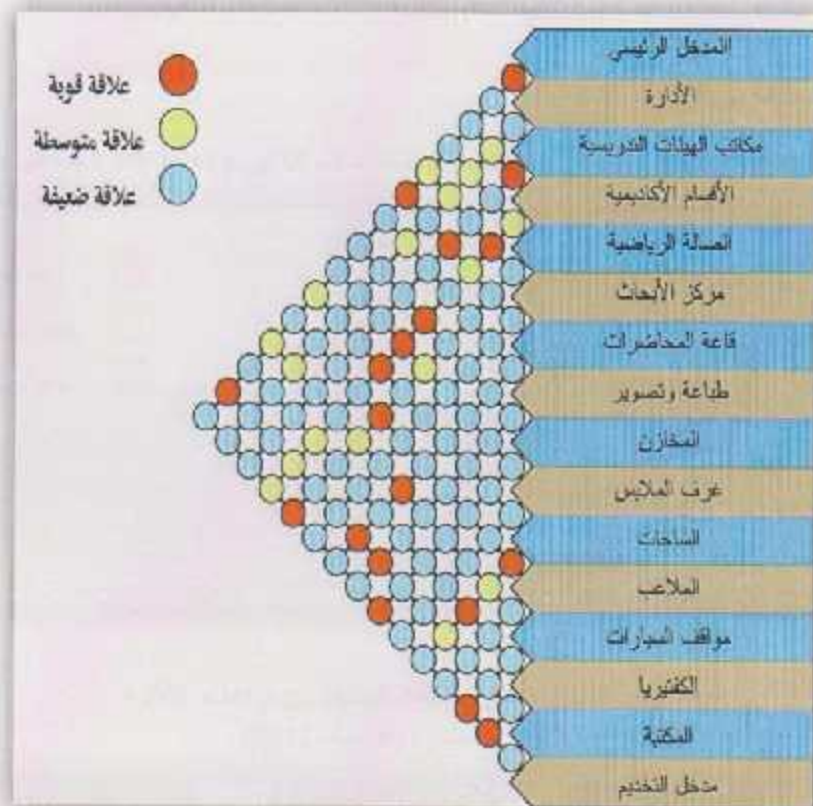 علاقة قوية
علاقة متوسطة
علاقة ضعيفة
المدخل الرئيسي
الأدارة
مكاتب الهيئات التدريسية
الأقسام الأكاديمية
الصالة الرياضية
مركز الأبحاث
قاعة المحاضرات
طباعة وتصوير
المخازن
غرف الملابس
الساحات
الملاعب
مواقف السيارات
الكفتيريا
المكتبة
مدخل التخديم